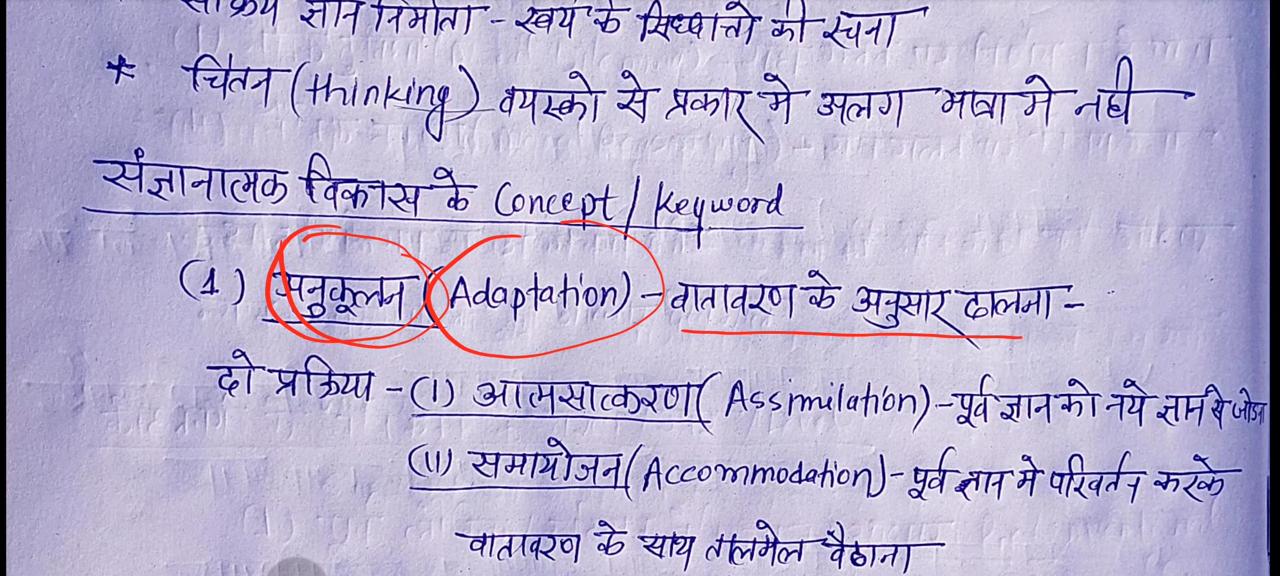 सक्रिय ज्ञान निर्माता - स्वयं के सिध्धान्तो की रचना
* चिंतन (thinking) वयस्को से प्रकार मे अलग मात्रा मे नही
संज्ञानात्मक विकास के Concept / Keyword
(1) अनुकूलन (Adaptation) - वातावरण के अनुसार ढालना -
दो प्रक्रिया - (I) आत्मसात्करण (Assimilation) - पूर्व ज्ञान को नये ज्ञान से जोडना
(II) समायोजन (Accommodation) - पूर्व ज्ञान मे परिवर्तन करके
वातावरण के साथ तालमेल बैठाना